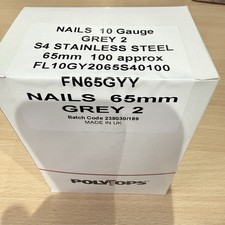 NAILS 10 Gauge
GREY 2
S4 STAINLESS STEEL
65mm 100 approx
FL10GY2065S40100
FN65GYY
NAILS 65mm
GREY 2
Batch Code 239030/189
MADE IN UK
POLYTOPS